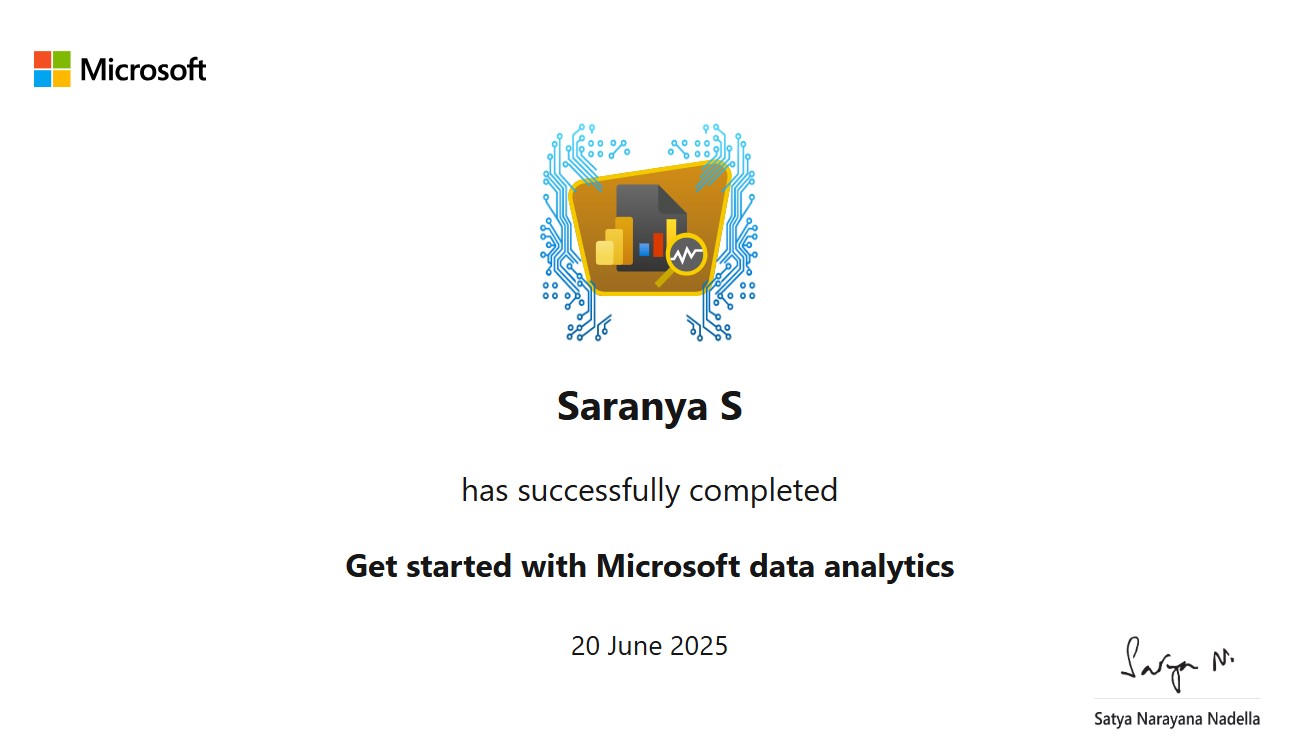 Microsoft
Saranya S
has successfully completed
Get started with Microsoft data analytics
20 June 2025
Satya N.
Satya Narayana Nadella